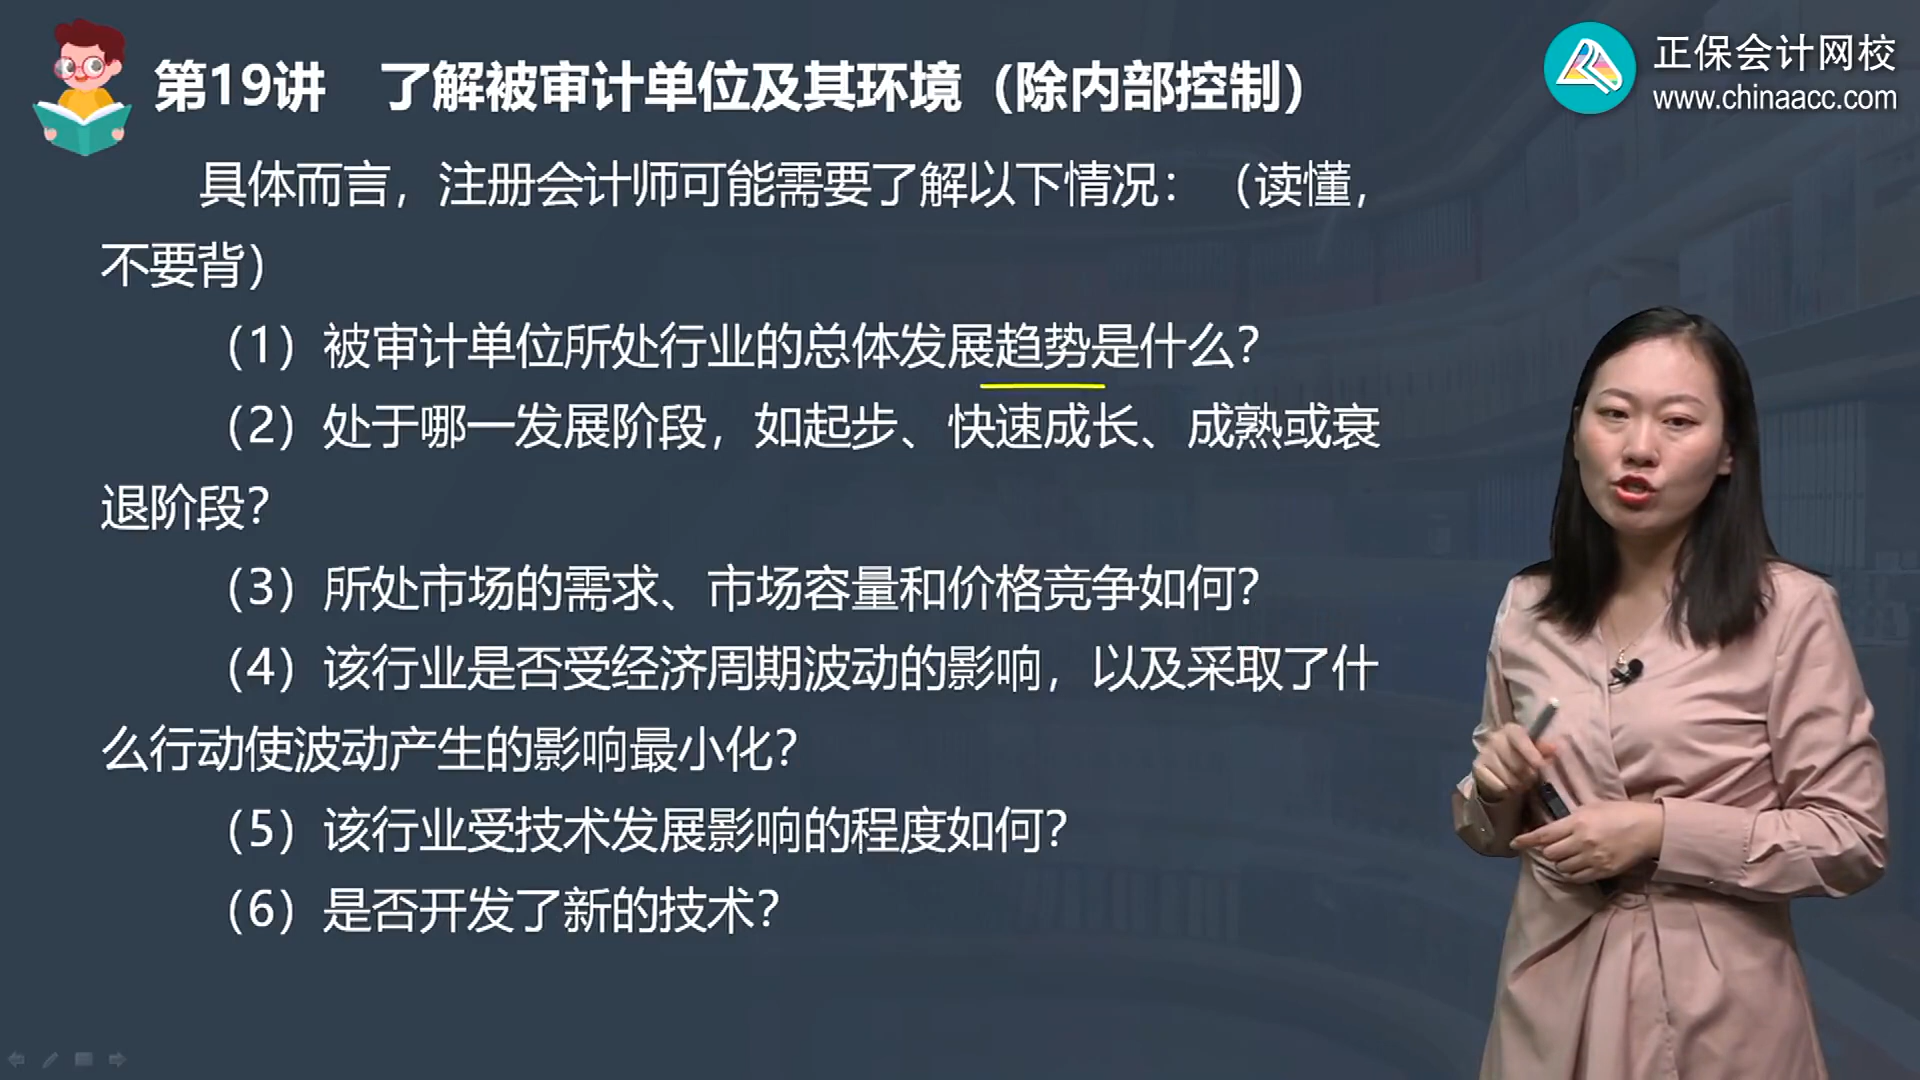 第19讲 了解被审计单位及其环境（除内部控制）
正保会计网校
www.chinaacc.com
具体而言，注册会计师可能需要了解以下情况：（读懂，
不要背）
（1）被审计单位所处行业的总体发展趋势是什么？
（2）处于哪一发展阶段，如起步、快速成长、成熟或衰
退阶段？
（3）所处市场的需求、市场容量和价格竞争如何？
（4）该行业是否受经济周期波动的影响，以及采取了什
么行动使波动产生的影响最小化？
（5）该行业受技术发展影响的程度如何？
（6）是否开发了新的技术？